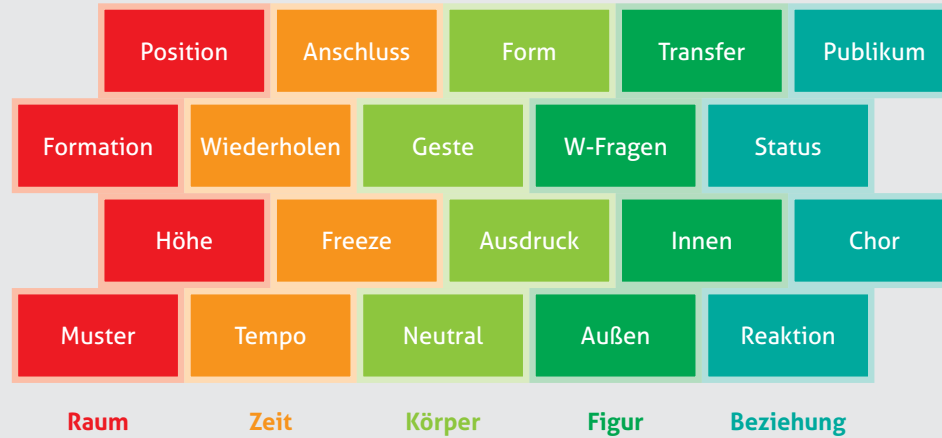 Position Anschluss Form Transfer Publikum
Formation Wiederholen Geste W-Fragen Status
Höhe Freeze Ausdruck Innen Chor
Muster Tempo Neutral Außen Reaktion
Raum Zeit Körper Figur Beziehung